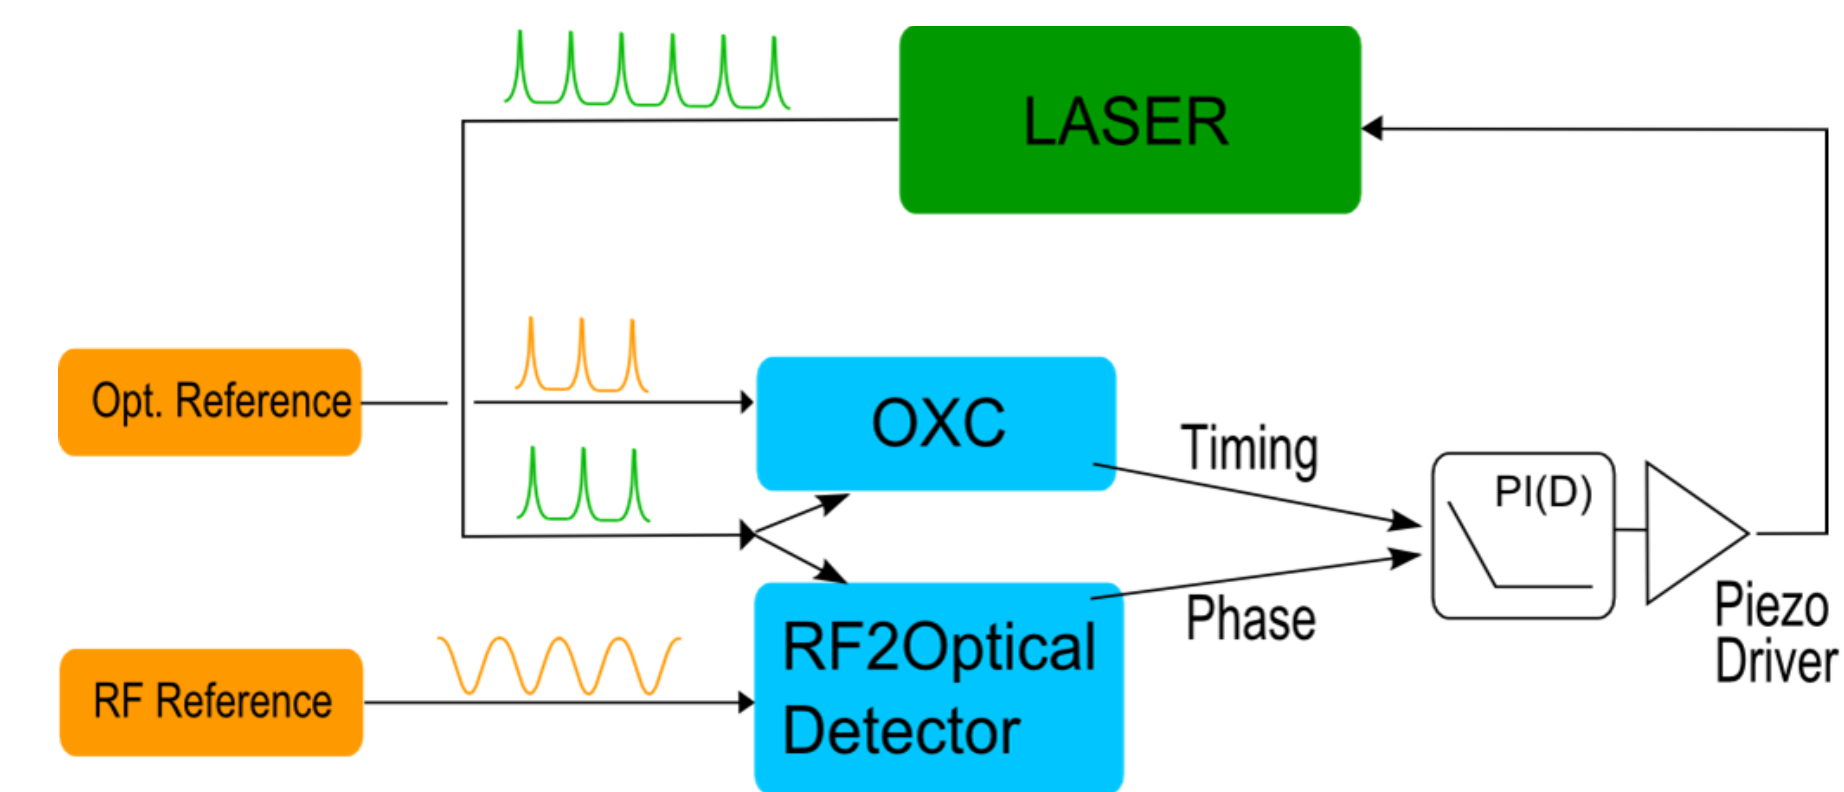 LASER
Opt. Reference
OXC
Timing
PI(D)
Phase
Piezo
Driver
RF2Optical
Detector
RF Reference